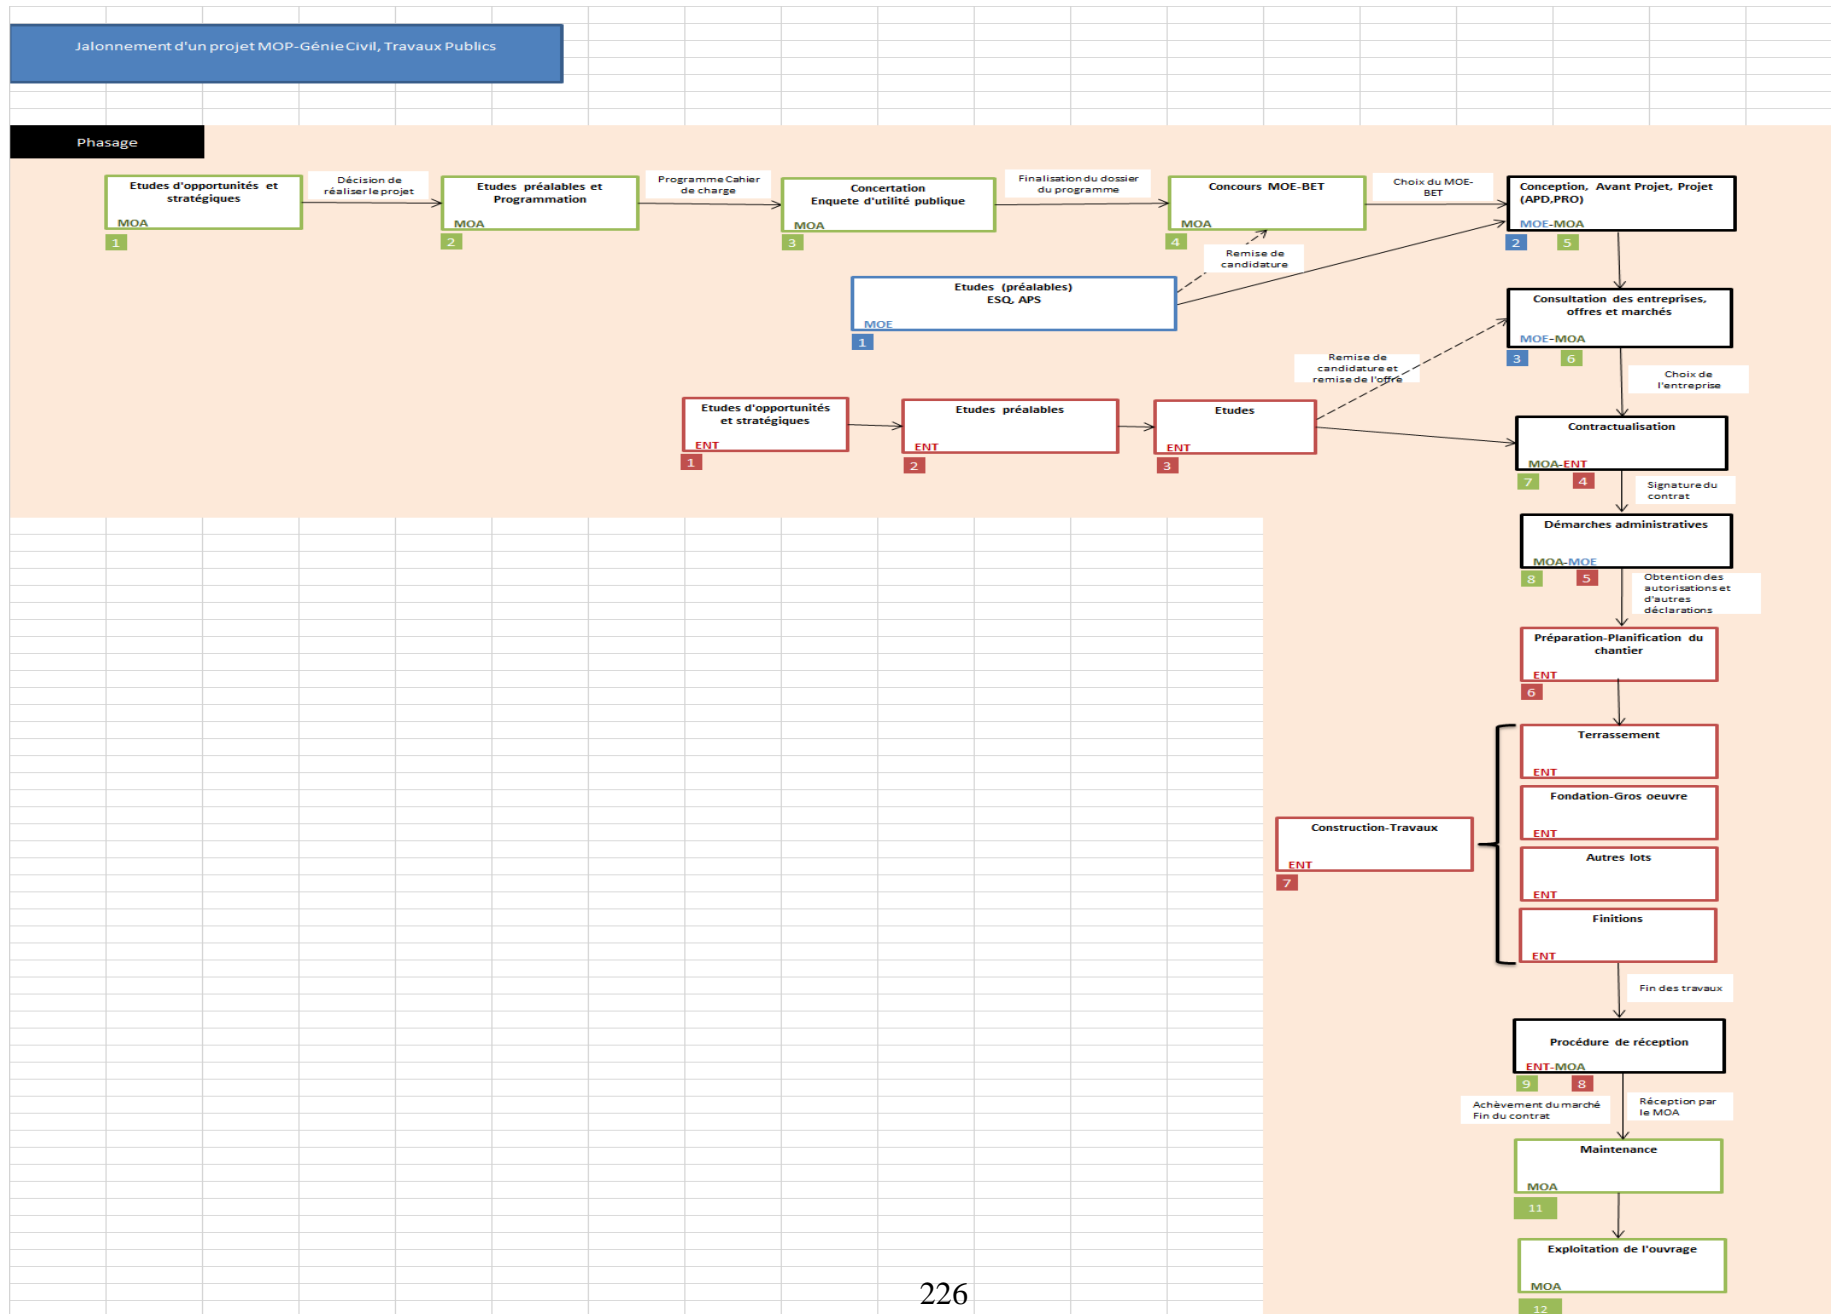 Jalonnement d'un projet MOP-Génie Civil, Travaux Publics
Phasage
Etudes d'opportunités et
stratégiques
MOA
1
Décision de
réaliser le projet
Etudes préalables et
Programmation
MOA
2
Programme Cahier
de charge
Concertation
Enquete d'utilité publique
MOA
3
Finalisation du dossier
du programme
Concours MOE-BET
MOA
4
Choix du MOE-
BET
Conception, Avant Projet, Projet
(APD,PRO)
MOE-MOA
2 5
Remise de
candidature
Etudes (préalables)
ESQ, APS
MOE
1
Consultation des entreprises,
offres et marchés
MOE-MOA
3 6
Remise de
candidature et
remise de l'offre
Choix de
l'entreprise
Etudes d'opportunités
et stratégiques
ENT
1
Etudes préalables
ENT
2
Etudes
ENT
3
Contractualisation
MOA-ENT
7 4
Signature du
contrat
Démarches administratives
MOA-MOE
8 5
Obtention des
autorisations et
d'autres
déclarations
Préparation-Planification du
chantier
ENT
6
Terrassement
ENT
Fondation-Gros oeuvre
ENT
Construction-Travaux
ENT
7
Autres lots
ENT
Finitions
ENT
Fin des travaux
Procédure de réception
ENT-MOA
9 8
Achèvement du marché
Fin du contrat
Réception par
le MOA
Maintenance
MOA
11
Exploitation de l'ouvrage
MOA
12
226